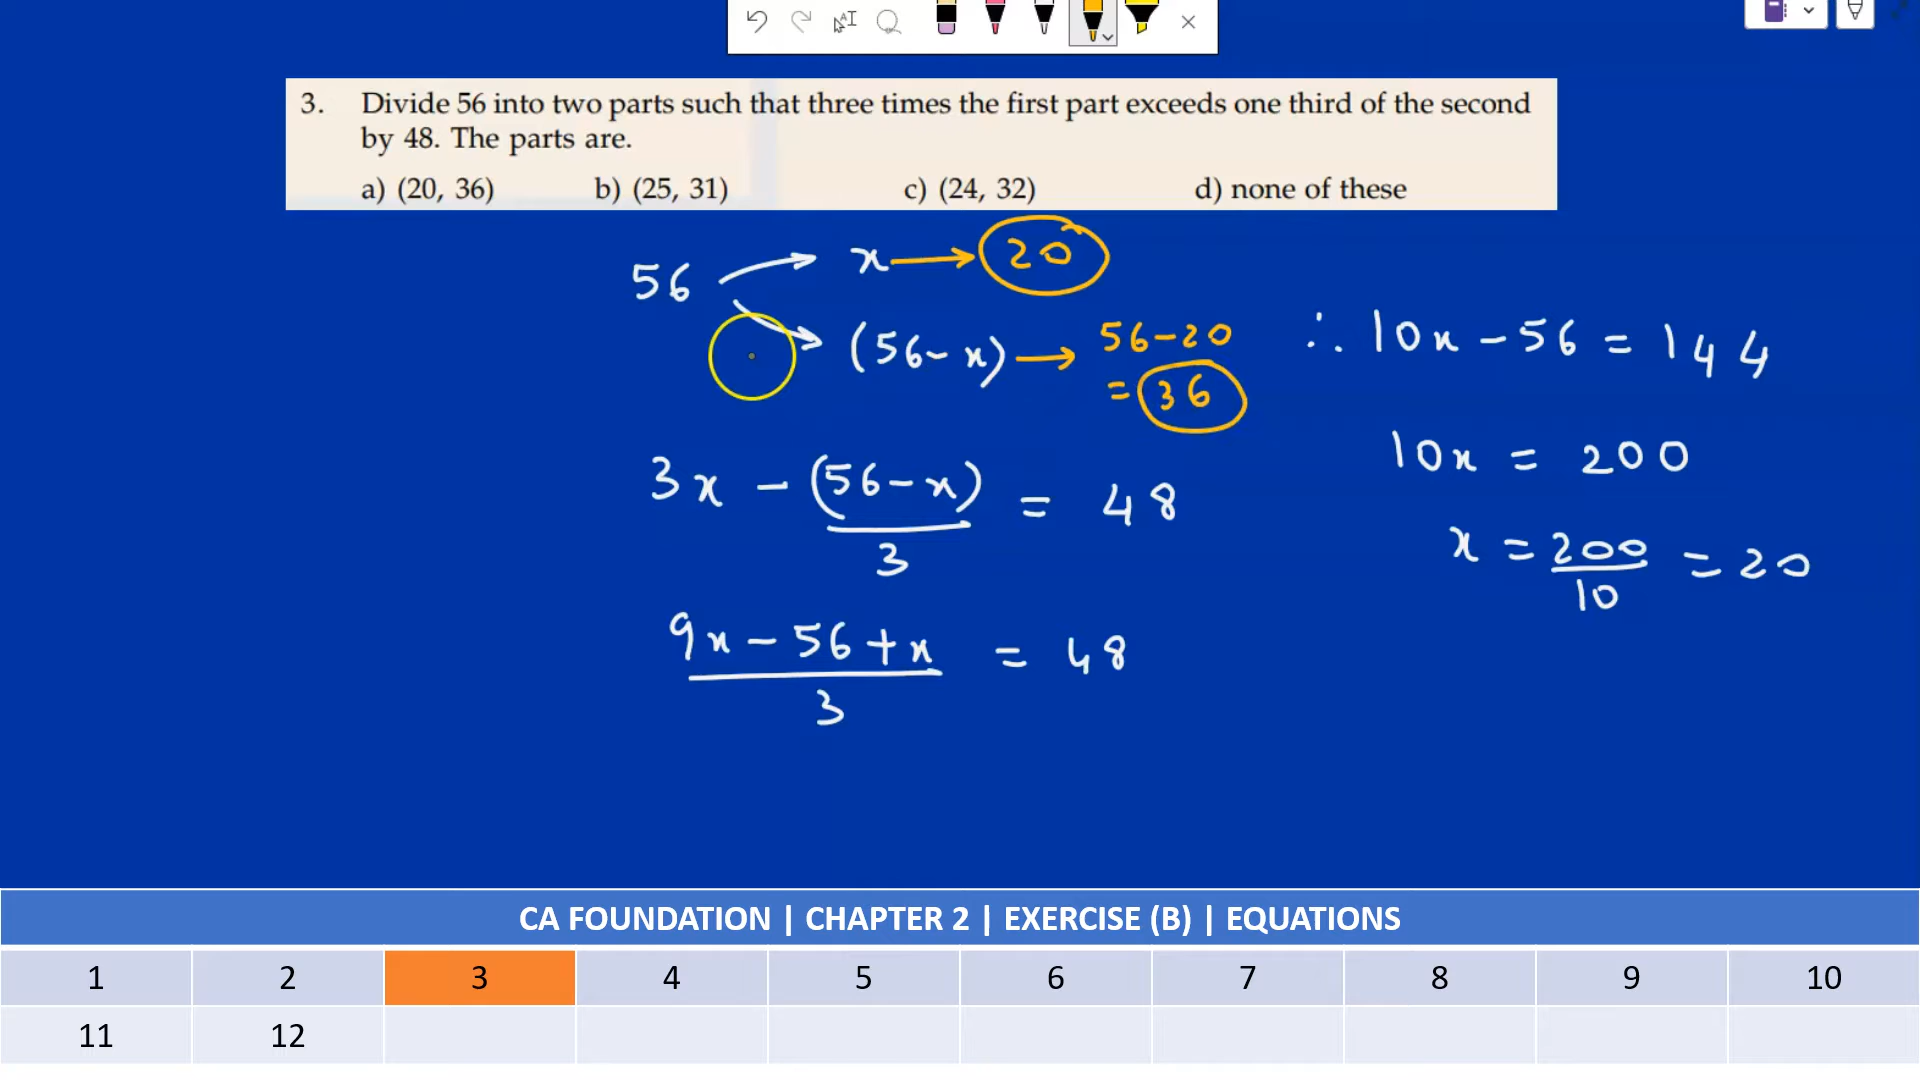 3. Divide 56 into two parts such that three times the first part exceeds one third of the second
by 48. The parts are.
a) (20, 36) b) (25, 31) c) (24, 32) d) none of these
56 → x → 20
→ (56-x) → 56-20
= 36
3x - (56-x)/3 = 48
9x - 56 + x / 3 = 48
∴ 10x - 56 = 144
10x = 200
x = 200/10 = 20
CA FOUNDATION | CHAPTER 2 | EXERCISE (B) | EQUATIONS
1 2 3 4 5 6 7 8 9 10
11 12